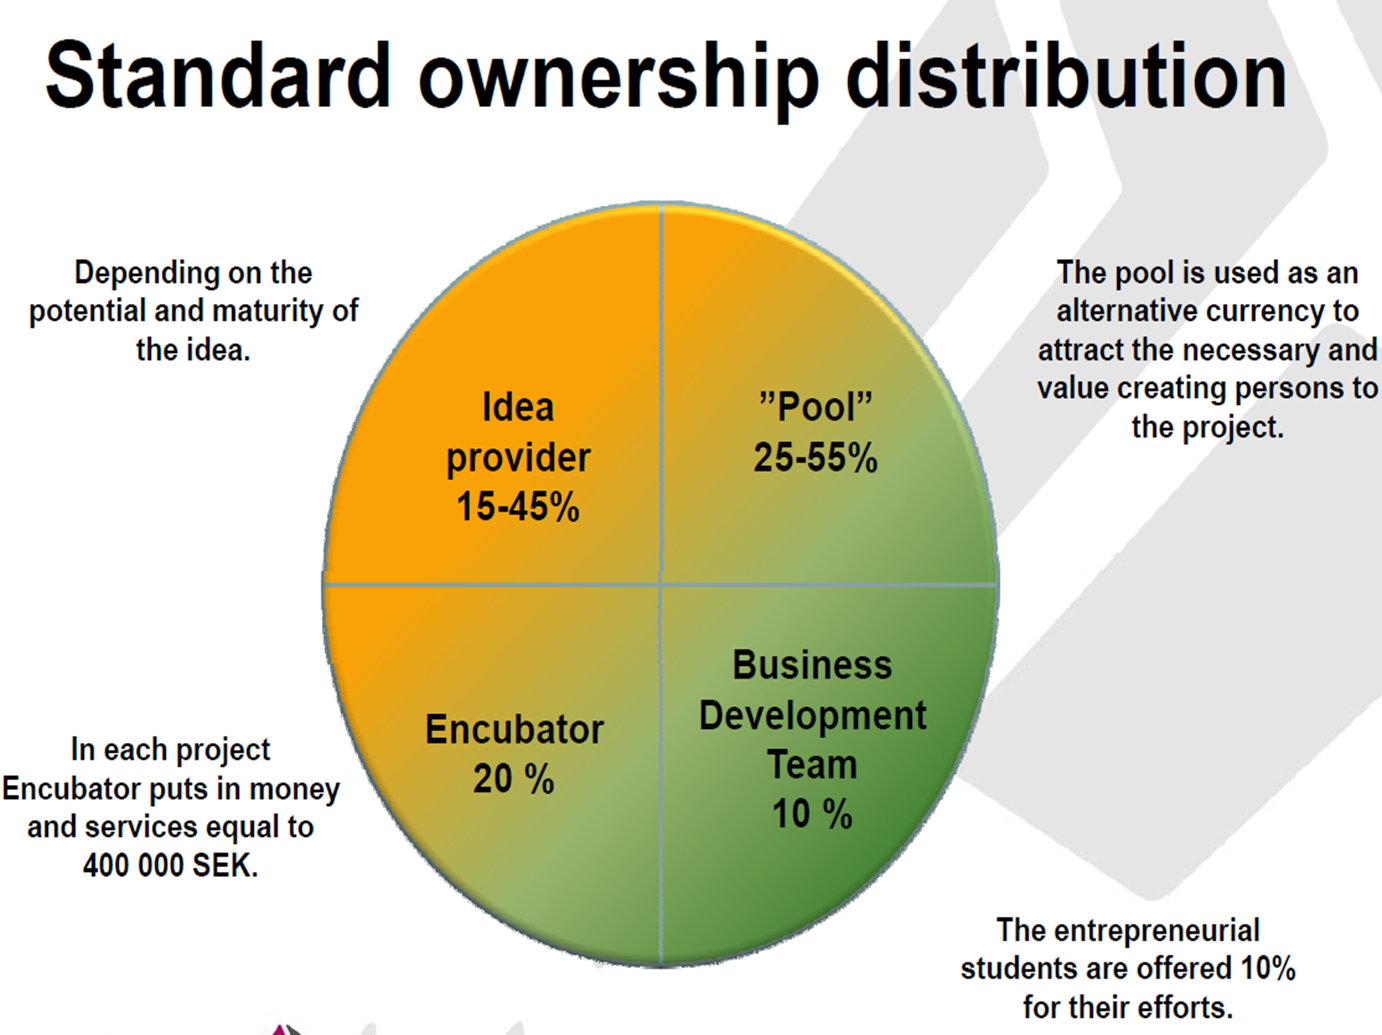 Standard ownership distribution
Depending on the
potential and maturity of
the idea.
The pool is used as an
alternative currency to
attract the necessary and
value creating persons to
the project.
Idea
provider
15-45%
”Pool”
25-55%
Encubator
20 %
Business
Development
Team
10 %
In each project
Encubator puts in money
and services equal to
400 000 SEK.
The entrepreneurial
students are offered 10%
for their efforts.